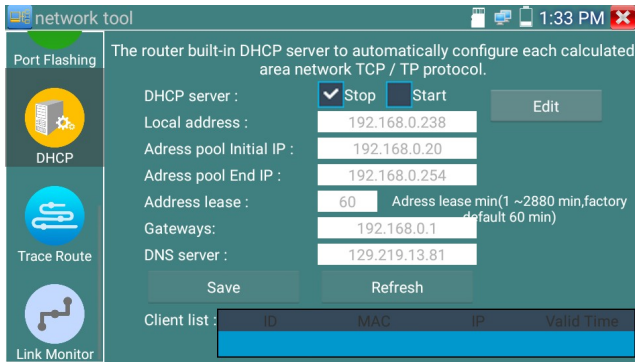 network tool
1:33 PM
Port Flashing
DHCP
Trace Route
Link Monitor
The router built-in DHCP server to automatically configure each calculated
area network TCP / TP protocol.
DHCP server : Stop Start Edit
Local address : 192.168.0.238
Adress pool Initial IP : 192.168.0.20
Adress pool End IP : 192.168.0.254
Address lease : 60 Adress lease min(1 ~2880 min,factory
default 60 min)
Gateways: 192.168.0.1
DNS server : 129.219.13.81
Save Refresh
Client list : ID MAC IP Valid Time